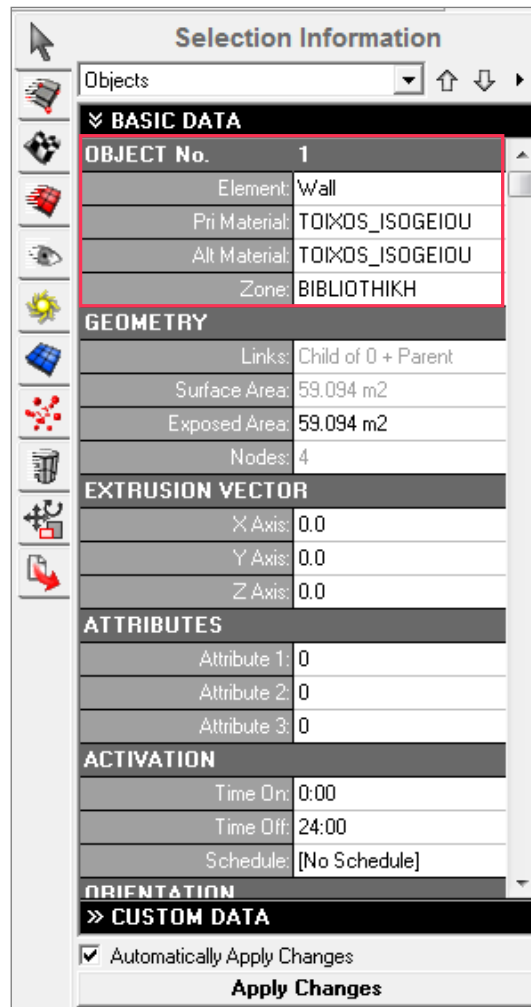 Selection Information
Objects
BASIC DATA
OBJECT No. 1
Element: Wall
Pri Material: TOIXOS_ISOGEIOU
Alt Material: TOIXOS_ISOGEIOU
Zone: BIBLIOTHIKH
GEOMETRY
Links: Child of 0 + Parent
Surface Area: 59.094 m2
Exposed Area: 59.094 m2
Nodes: 4
EXTRUSION VECTOR
X Axis: 0.0
Y Axis: 0.0
Z Axis: 0.0
ATTRIBUTES
Attribute 1: 0
Attribute 2: 0
Attribute 3: 0
ACTIVATION
Time On: 0:00
Time Off: 24:00
Schedule: [No Schedule]
ORIENTATION
CUSTOM DATA
Automatically Apply Changes
Apply Changes